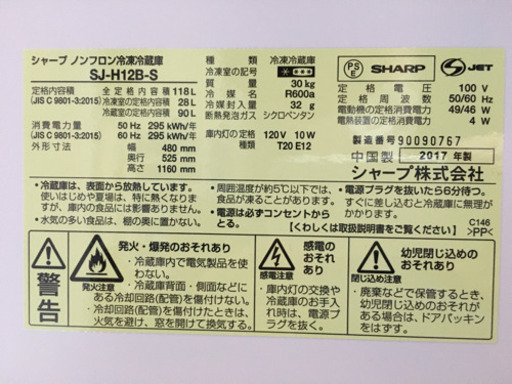 シャープ ノンフロン冷凍冷蔵庫
SJ-H12B-S
定格内容積
(JIS C 9801-3:2015)
全定格内容積 118 L
冷凍室の定格内容積 28 L
冷蔵室の定格内容積 90 L
消費電力量
(JIS C 9801-3:2015)
50 Hz 295 kWh/年
60 Hz 295 kWh/年
外形寸法
幅 480 mm
奥行 525 mm
高さ 1160 mm
種類 冷凍冷蔵庫
冷凍室の記号
質量 30 kg
冷媒 R600a
冷媒封入量 32 g
断熱発泡ガス シクロペンタン
庫内灯の定格 120 V 10 W
種類 T20 E12
PSE SHARP S JET
定格電圧 100 V
定格周波数 50/60 Hz
電動機の定格消費電力 49/46 W
電熱装置の定格消費電力 4 W
製造番号 90090767
中国製 2017 年製
シャープ株式会社
・冷蔵庫は、表面から放熱しています。
使いはじめや夏場は、特に熱くなり
ますが、庫内の食品には影響ありません。
・水気の多い食品は、棚の奥に置かない。
・周囲温度が約5℃以下では、食品
が凍ることがあります。
・電源は必ずコンセントから
とる。
・電源プラグを抜いたら6分待つ。
すぐに差し込むと冷蔵庫に無理が
かかります。
【くわしくは取扱説明書をご覧ください】
C146
>PP<
警告
発火・爆発のおそれあり
・冷蔵庫内で電気製品を使
わない。
・冷蔵庫背面・側面などに
ある冷却回路(配管)を傷付けない。
・冷却回路(配管)を傷付けたときは、
火気を避け、窓を開けて換気する。
感電注意
感電の
おそれあり
・庫内灯の交換や
冷蔵庫のお手入
れ時は、電源プ
ラグを抜く。
閉じ込め注意
幼児閉じ込めの
おそれあり
・廃棄などで保管するとき、
幼児閉じ込めのおそれが
ある場合は、ドアパッキン
をはずす。